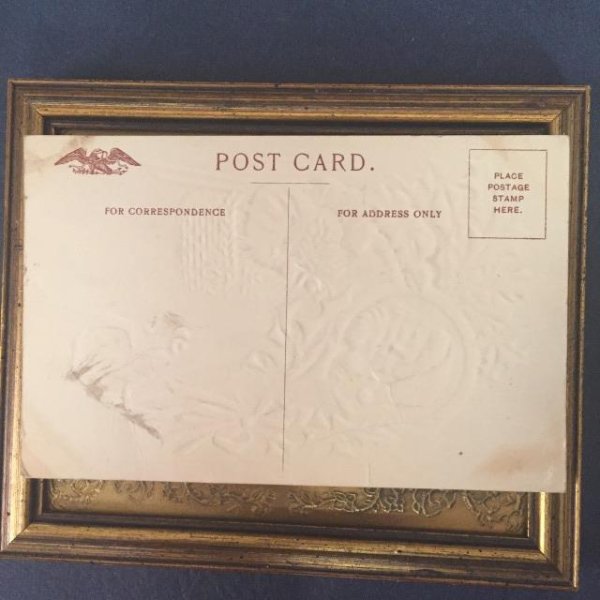 POST CARD.
FOR CORRESPONDENCE
FOR ADDRESS ONLY
PLACE
POSTAGE
STAMP
HERE.